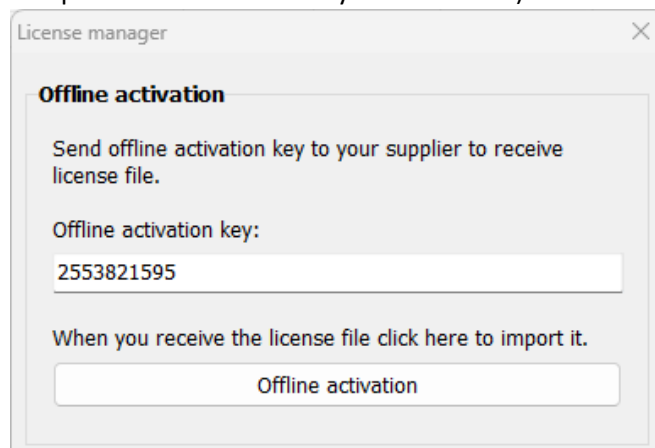 License manager
Offline activation
Send offline activation key to your supplier to receive
license file.
Offline activation key:
2553821595
When you receive the license file click here to import it.
Offline activation